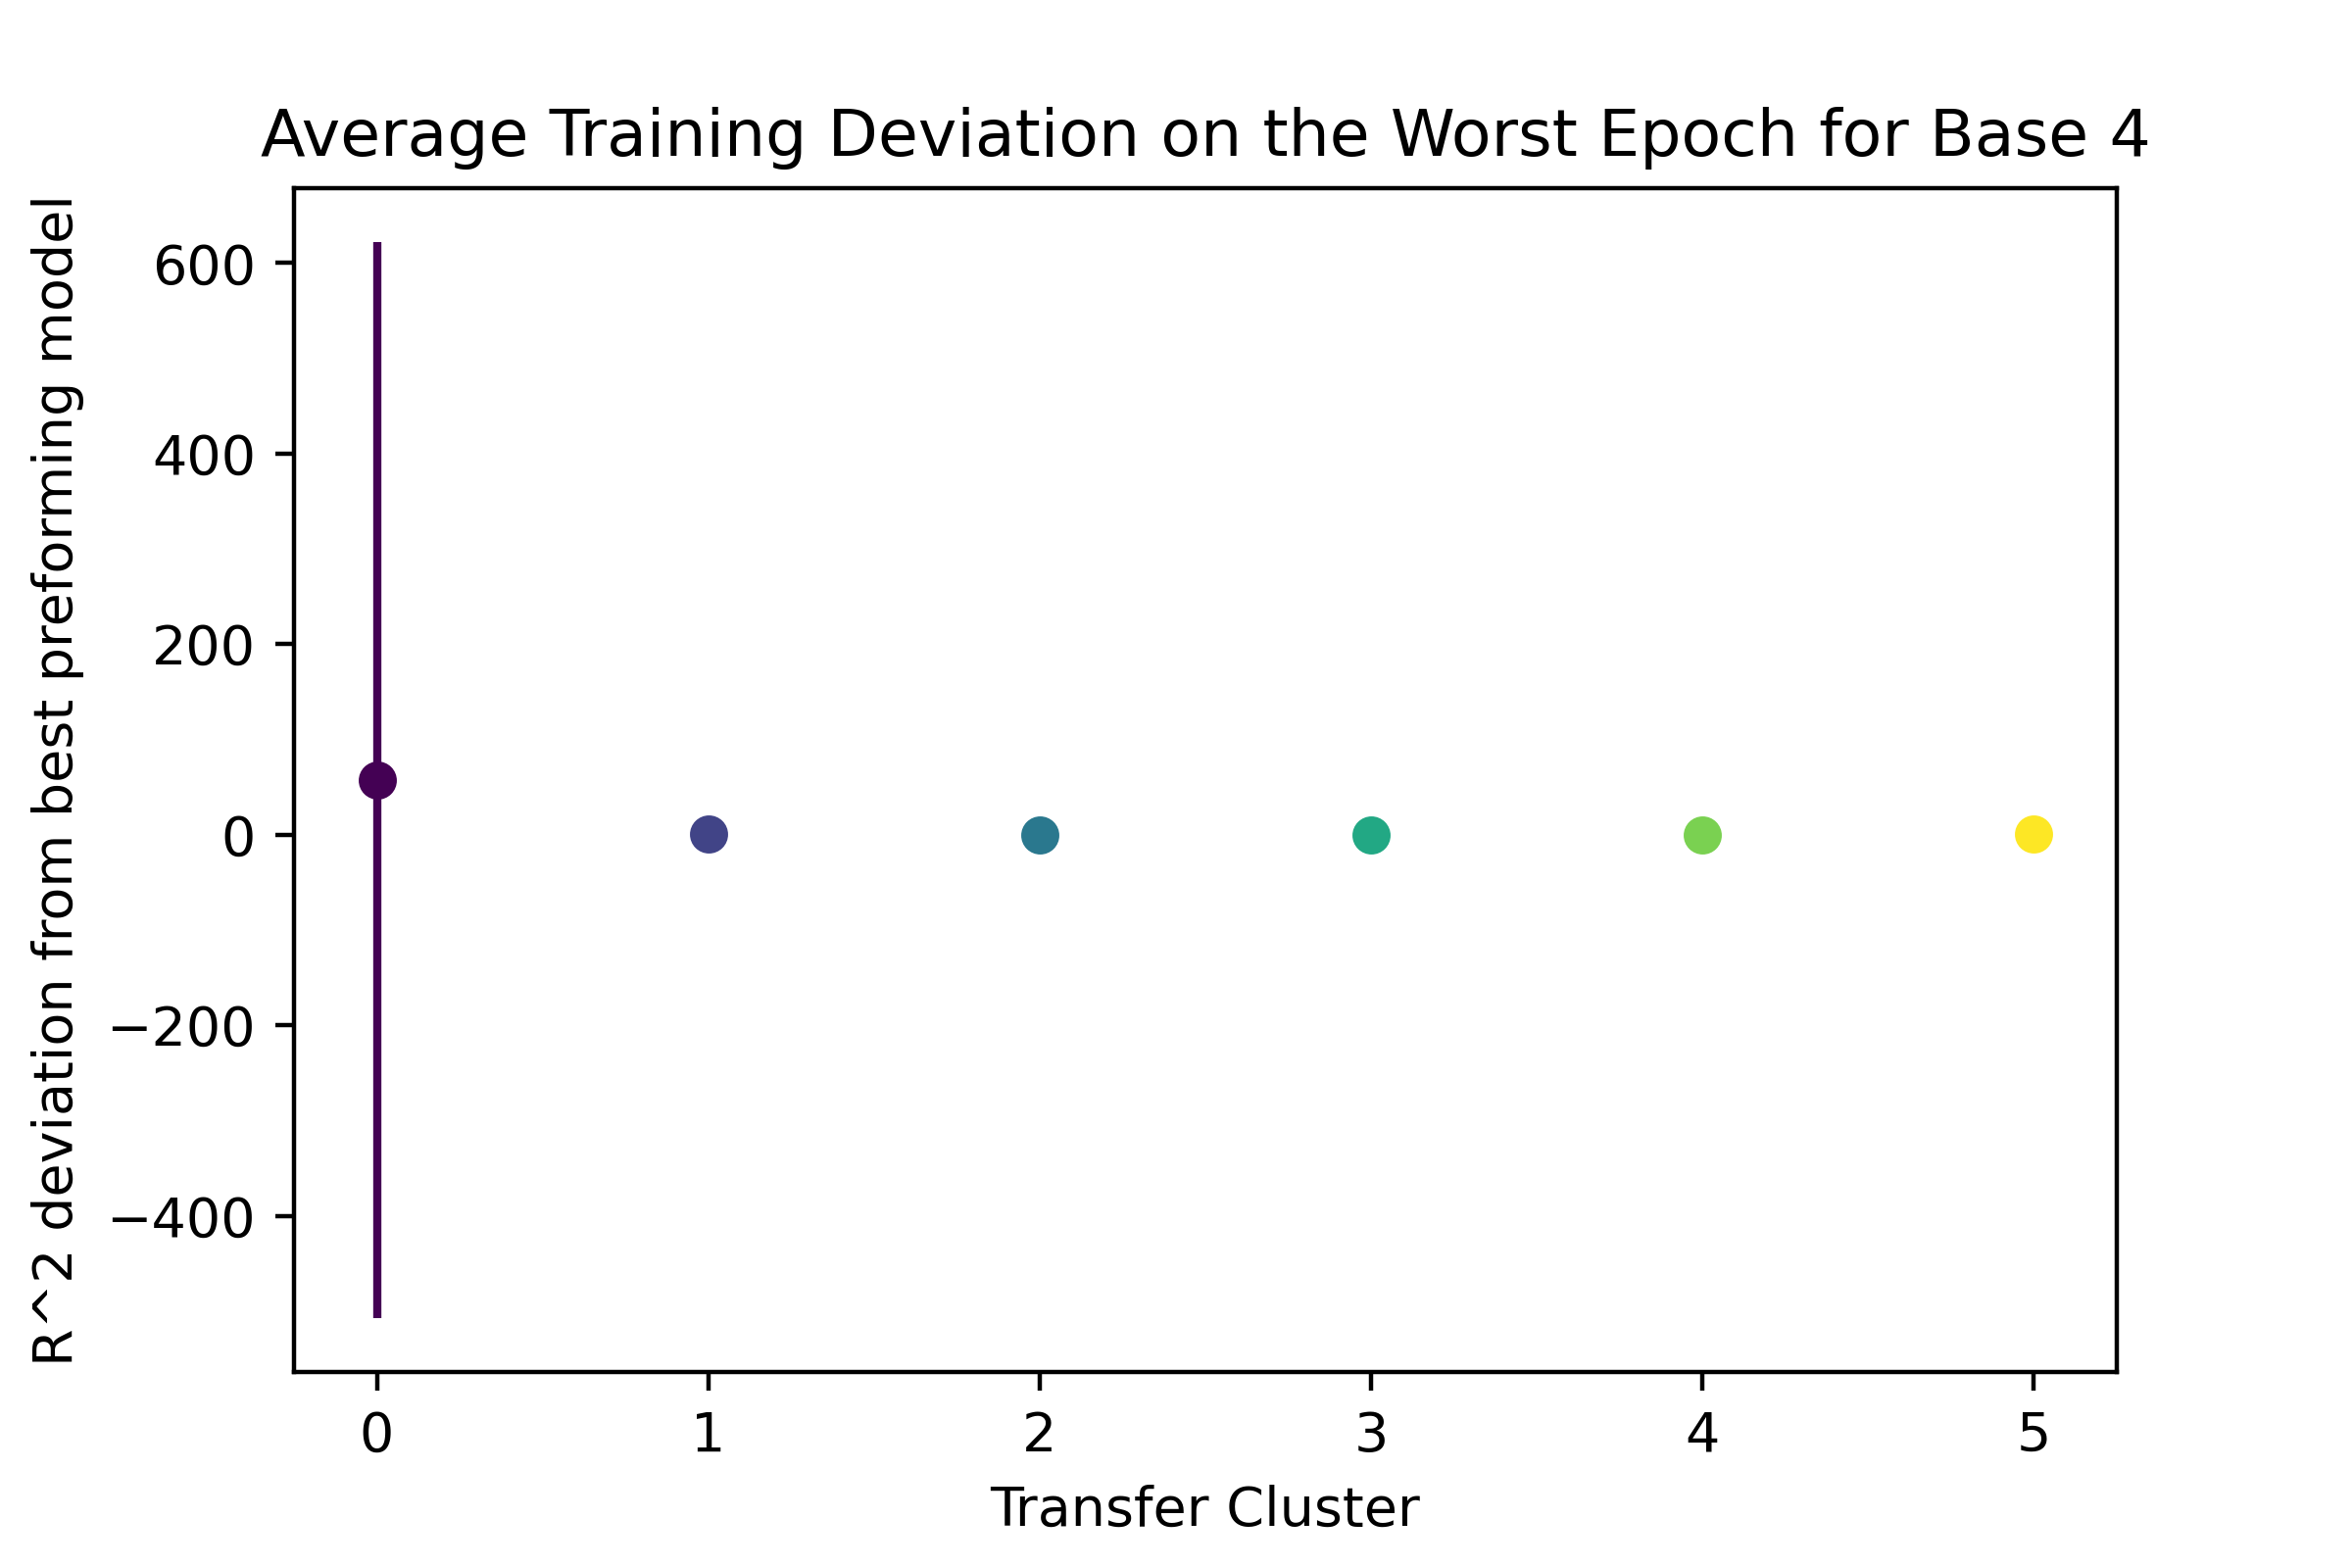 Average Training Deviation on the Worst Epoch for Base 4
R^2 deviation from best preforming model
600
400
200
0
−200
−400
0 1 2 3 4 5
Transfer Cluster